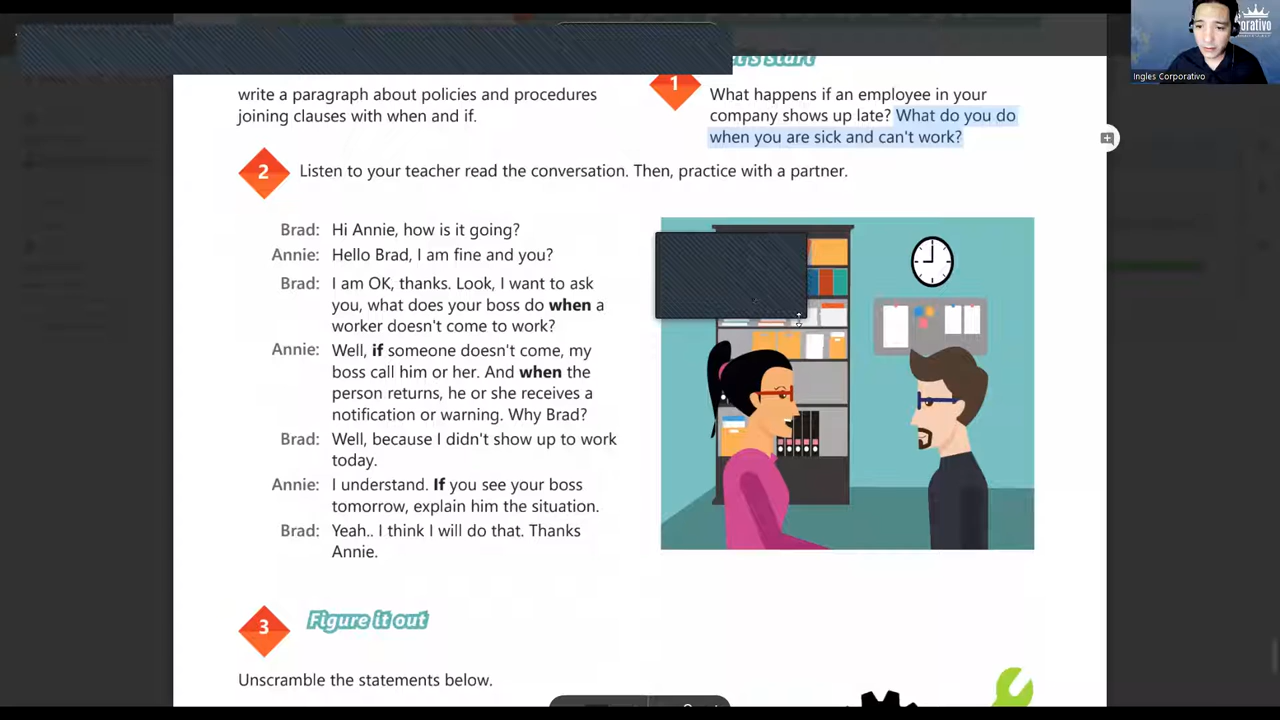 write a paragraph about policies and procedures
joining clauses with when and if.
Let's start
1
What happens if an employee in your
company shows up late? What do you do
when you are sick and can't work?
2
Listen to your teacher read the conversation. Then, practice with a partner.
Brad: Hi Annie, how is it going?
Annie: Hello Brad, I am fine and you?
Brad: I am OK, thanks. Look, I want to ask
you, what does your boss do when a
worker doesn't come to work?
Annie: Well, if someone doesn't come, my
boss call him or her. And when the
person returns, he or she receives a
notification or warning. Why Brad?
Brad: Well, because I didn't show up to work
today.
Annie: I understand. If you see your boss
tomorrow, explain him the situation.
Brad: Yeah.. I think I will do that. Thanks
Annie.
3
Figure it out
Unscramble the statements below.
Ingles Corporativo